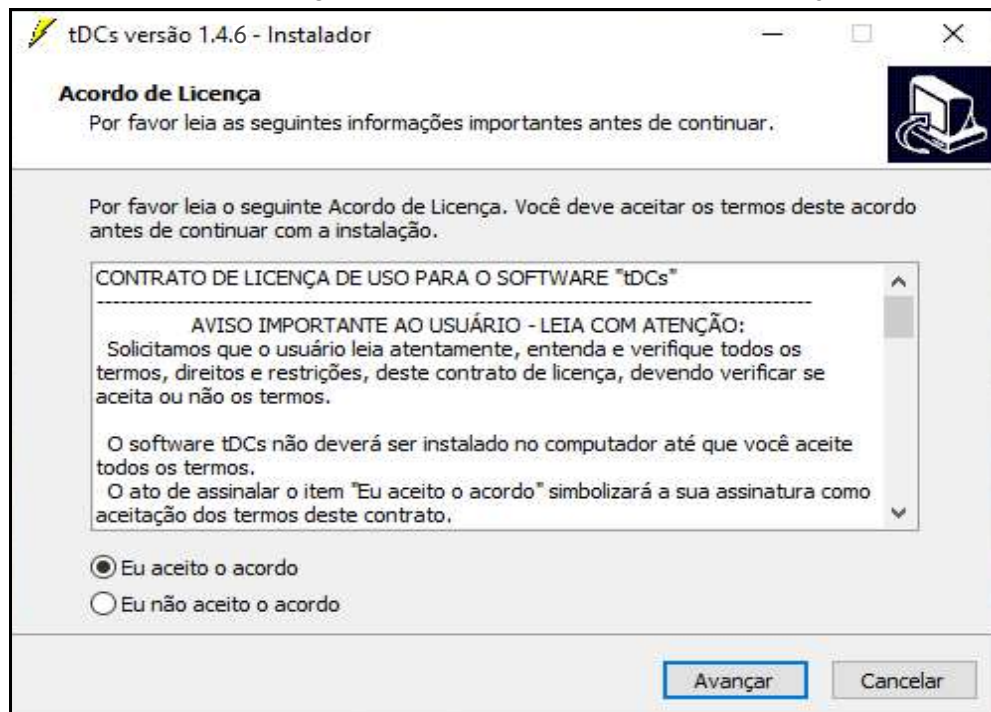 tDCs versão 1.4.6 - Instalador
Acordo de Licença
Por favor leia as seguintes informações importantes antes de continuar.
Por favor leia o seguinte Acordo de Licença. Você deve aceitar os termos deste acordo
antes de continuar com a instalação.
CONTRATO DE LICENÇA DE USO PARA O SOFTWARE "tDCs"
--------------------------------------------------------------------------------
AVISO IMPORTANTE AO USUÁRIO - LEIA COM ATENÇÃO:
Solicitamos que o usuário leia atentamente, entenda e verifique todos os
termos, direitos e restrições, deste contrato de licença, devendo verificar se
aceita ou não os termos.
O software tDCs não deverá ser instalado no computador até que você aceite
todos os termos.
O ato de assinalar o item "Eu aceito o acordo" simbolizará a sua assinatura como
aceitação dos termos deste contrato.
Eu aceito o acordo
Eu não aceito o acordo
Avançar Cancelar